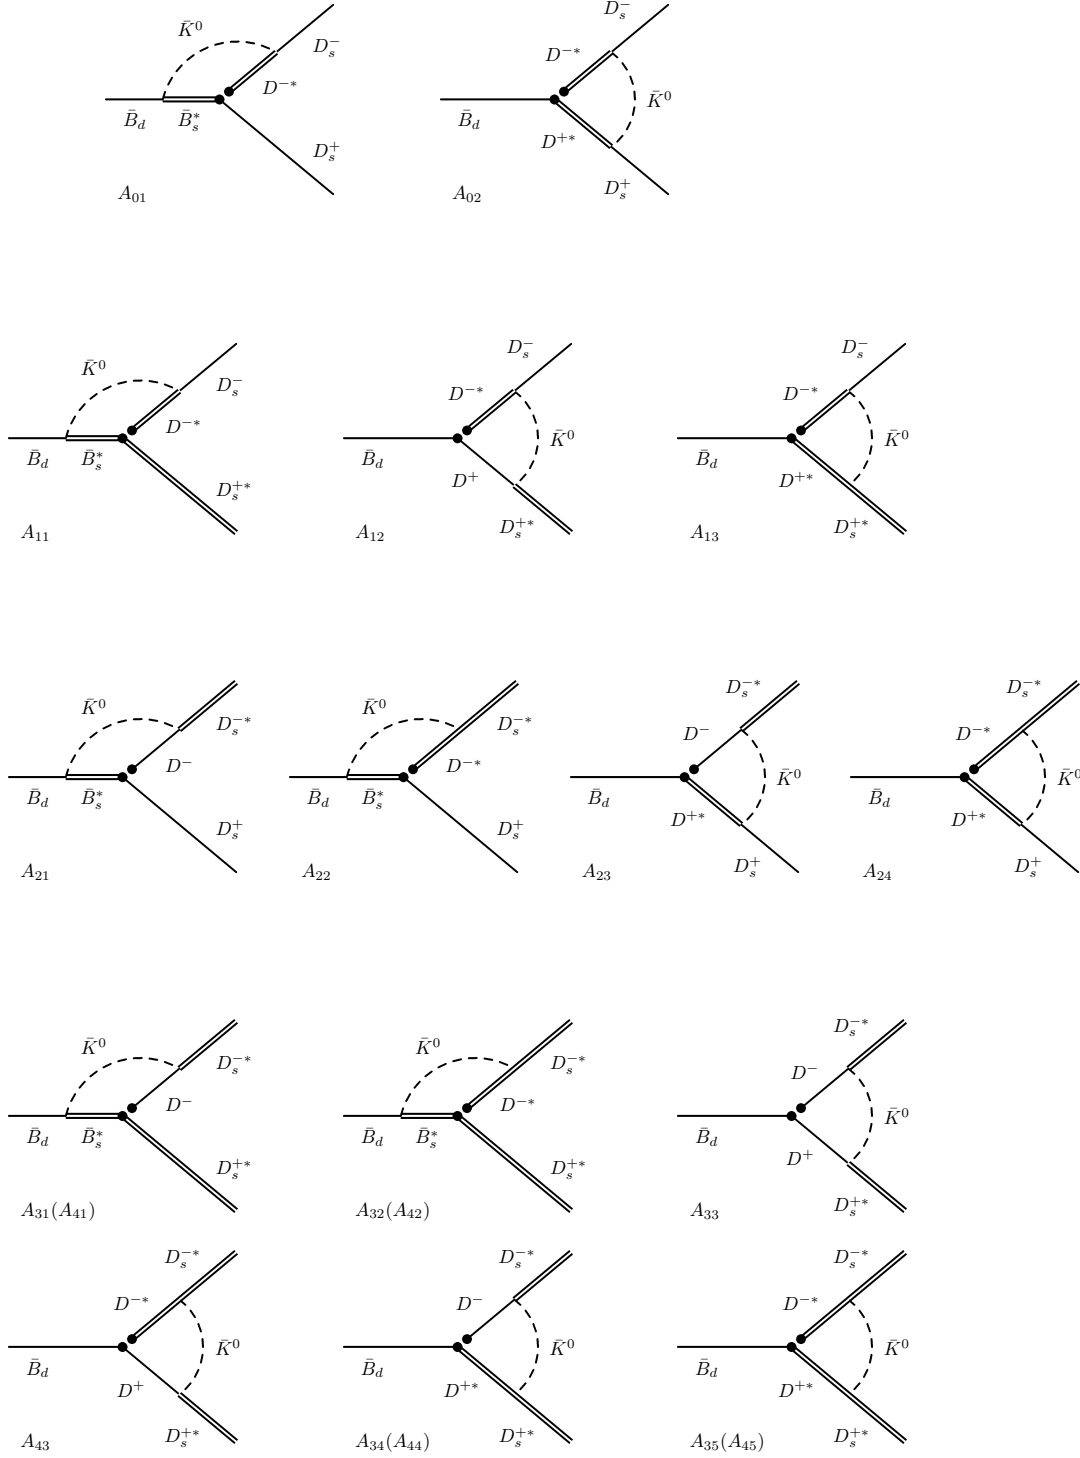 K̄⁰ D_s^- D_s^-
D^{-*} D^{-*} K̄⁰
B̄_d B̄_s^* B̄_d D^{+*}
D_s^+ D_s^+
A_{01} A_{02}
K̄⁰ D_s^- D_s^-
D_s^- D^{-*} D^{-*}
D^{-*} K̄⁰ K̄⁰
B̄_d B̄_s^* B̄_d D^+ B̄_d D^{+*}
D_s^{+*} D_s^{+*} D_s^{+*}
A_{11} A_{12} A_{13}
K̄⁰ K̄⁰ D_s^{-*} D_s^{-*}
D_s^{-*} D_s^{-*} D^- D^{-*}
D^- D^{-*} K̄⁰ K̄⁰
B̄_d B̄_s^* B̄_d B̄_s^* B̄_d D^{+*} B̄_d D^{+*}
D_s^+ D_s^+ D_s^+ D_s^+
A_{21} A_{22} A_{23} A_{24}
K̄⁰ K̄⁰ D_s^{-*}
D_s^{-*} D_s^{-*} D^-
D^- D^{-*} K̄⁰
B̄_d B̄_s^* B̄_d B̄_s^* B̄_d D^+
D_s^{+*} D_s^{+*} D_s^{+*}
A_{31}(A_{41}) A_{32}(A_{42}) A_{33}
D_s^{-*} D_s^{-*} D_s^{-*}
D^{-*} D^- D^{-*}
K̄⁰ K̄⁰ K̄⁰
B̄_d D^+ B̄_d D^{+*} B̄_d D^{+*}
D_s^{+*} D_s^{+*} D_s^{+*}
A_{43} A_{34}(A_{44}) A_{35}(A_{45})